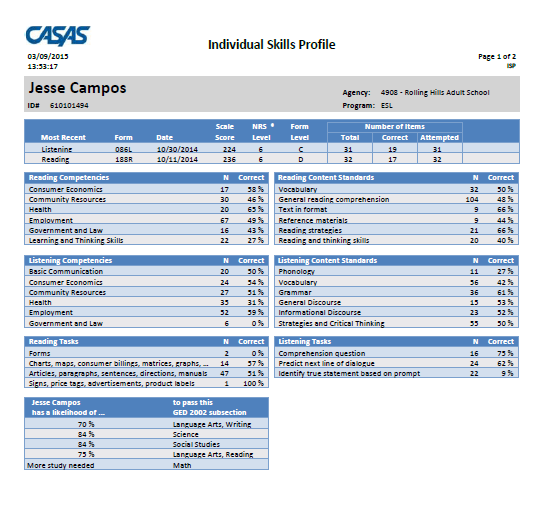 CASAS
Individual Skills Profile
03/09/2015
13:53:17
Page 1 of 2
ISP
Jesse Campos
Agency: 4908 - Rolling Hills Adult School
ID# 610101494
Program: ESL
Scale NRS * Form Number of Items
Most Recent Form Date Score Level Level Total Correct Attempted
Listening 086L 10/30/2014 224 6 C 31 19 31
Reading 188R 10/11/2014 236 6 D 32 17 32
Reading Competencies N Correct
Consumer Economics 17 58 %
Community Resources 30 46 %
Health 20 65 %
Employment 67 49 %
Government and Law 16 43 %
Learning and Thinking Skills 22 27 %
Reading Content Standards N Correct
Vocabulary 32 50 %
General reading comprehension 104 48 %
Text in format 9 66 %
Reference materials 9 44 %
Reading strategies 21 66 %
Reading and thinking skills 20 40 %
Listening Competencies N Correct
Basic Communication 20 50 %
Consumer Economics 24 54 %
Community Resources 27 51 %
Health 35 31 %
Employment 52 59 %
Government and Law 6 0 %
Listening Content Standards N Correct
Phonology 11 27 %
Vocabulary 56 42 %
Grammar 36 61 %
General Discourse 15 53 %
Informational Discourse 23 52 %
Strategies and Critical Thinking 55 50 %
Reading Tasks N Correct
Forms 2 0 %
Charts, maps, consumer billings, matrices, graphs, ... 14 57 %
Articles, paragraphs, sentences, directions, manuals 47 51 %
Signs, price tags, advertisements, product labels 1 100 %
Listening Tasks N Correct
Comprehension question 16 75 %
Predict next line of dialogue 24 62 %
Identify true statement based on prompt 22 9 %
Jesse Campos to pass this
has a likelihood of ... GED 2002 subsection
70 % Language Arts, Writing
84 % Science
84 % Social Studies
75 % Language Arts, Reading
More study needed Math